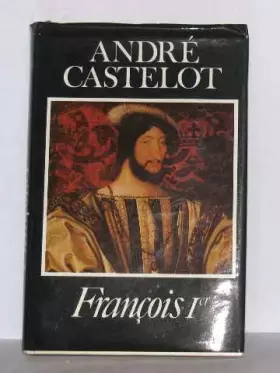 ANDRÉ
CASTELOT
François Ier